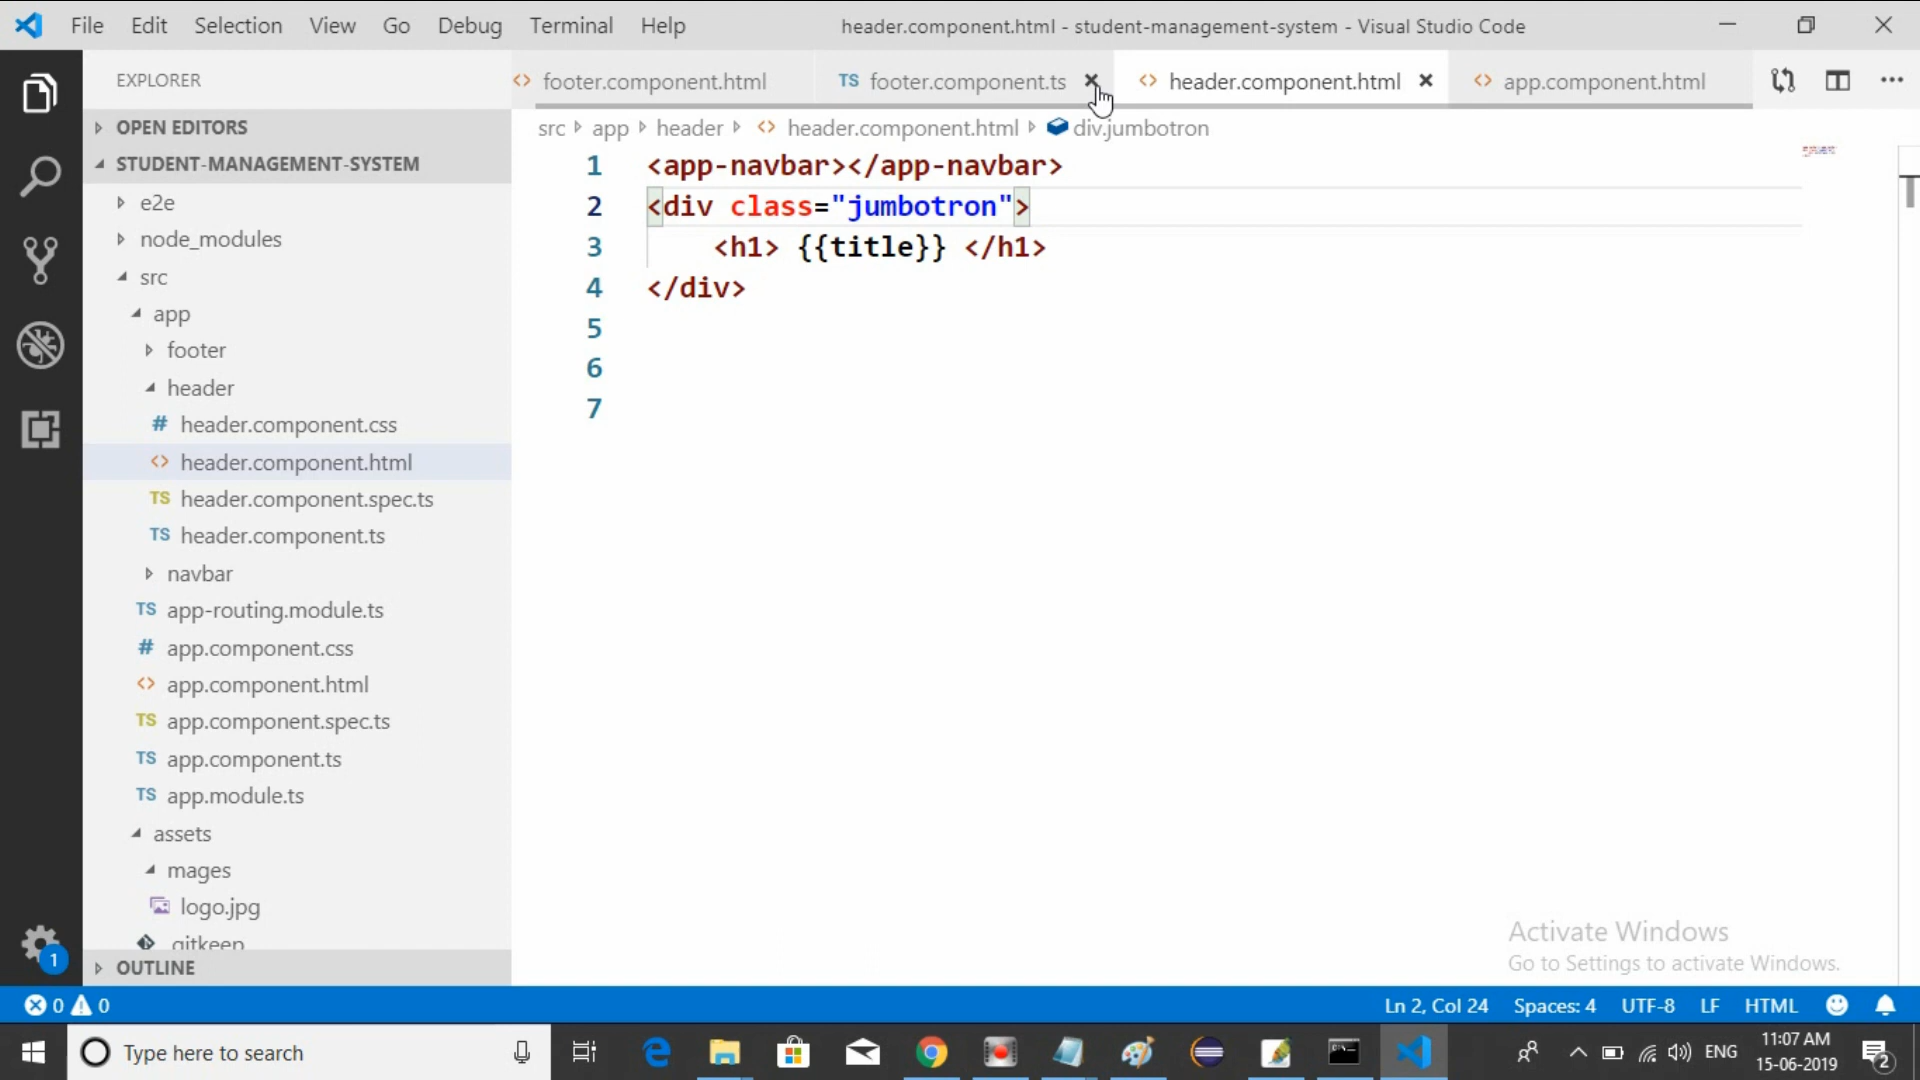 File Edit Selection View Go Debug Terminal Help
header.component.html - student-management-system - Visual Studio Code
EXPLORER
footer.component.html
TS footer.component.ts
header.component.html
app.component.html
OPEN EDITORS
STUDENT-MANAGEMENT-SYSTEM
e2e
node_modules
src
app
footer
header
# header.component.css
<> header.component.html
TS header.component.spec.ts
TS header.component.ts
navbar
TS app-routing.module.ts
# app.component.css
<> app.component.html
TS app.component.spec.ts
TS app.component.ts
TS app.module.ts
assets
mages
logo.jpg
.gitkeep
OUTLINE
src app header <> header.component.html div.jumbotron
1 <app-navbar></app-navbar>
2 <div class="jumbotron">
3 <h1> {{title}} </h1>
4 </div>
5
6
7
Activate Windows
Go to Settings to activate Windows.
1
0 0
Ln 2, Col 24 Spaces: 4 UTF-8 LF HTML
Type here to search
ENG
11:07 AM
15-06-2019
2